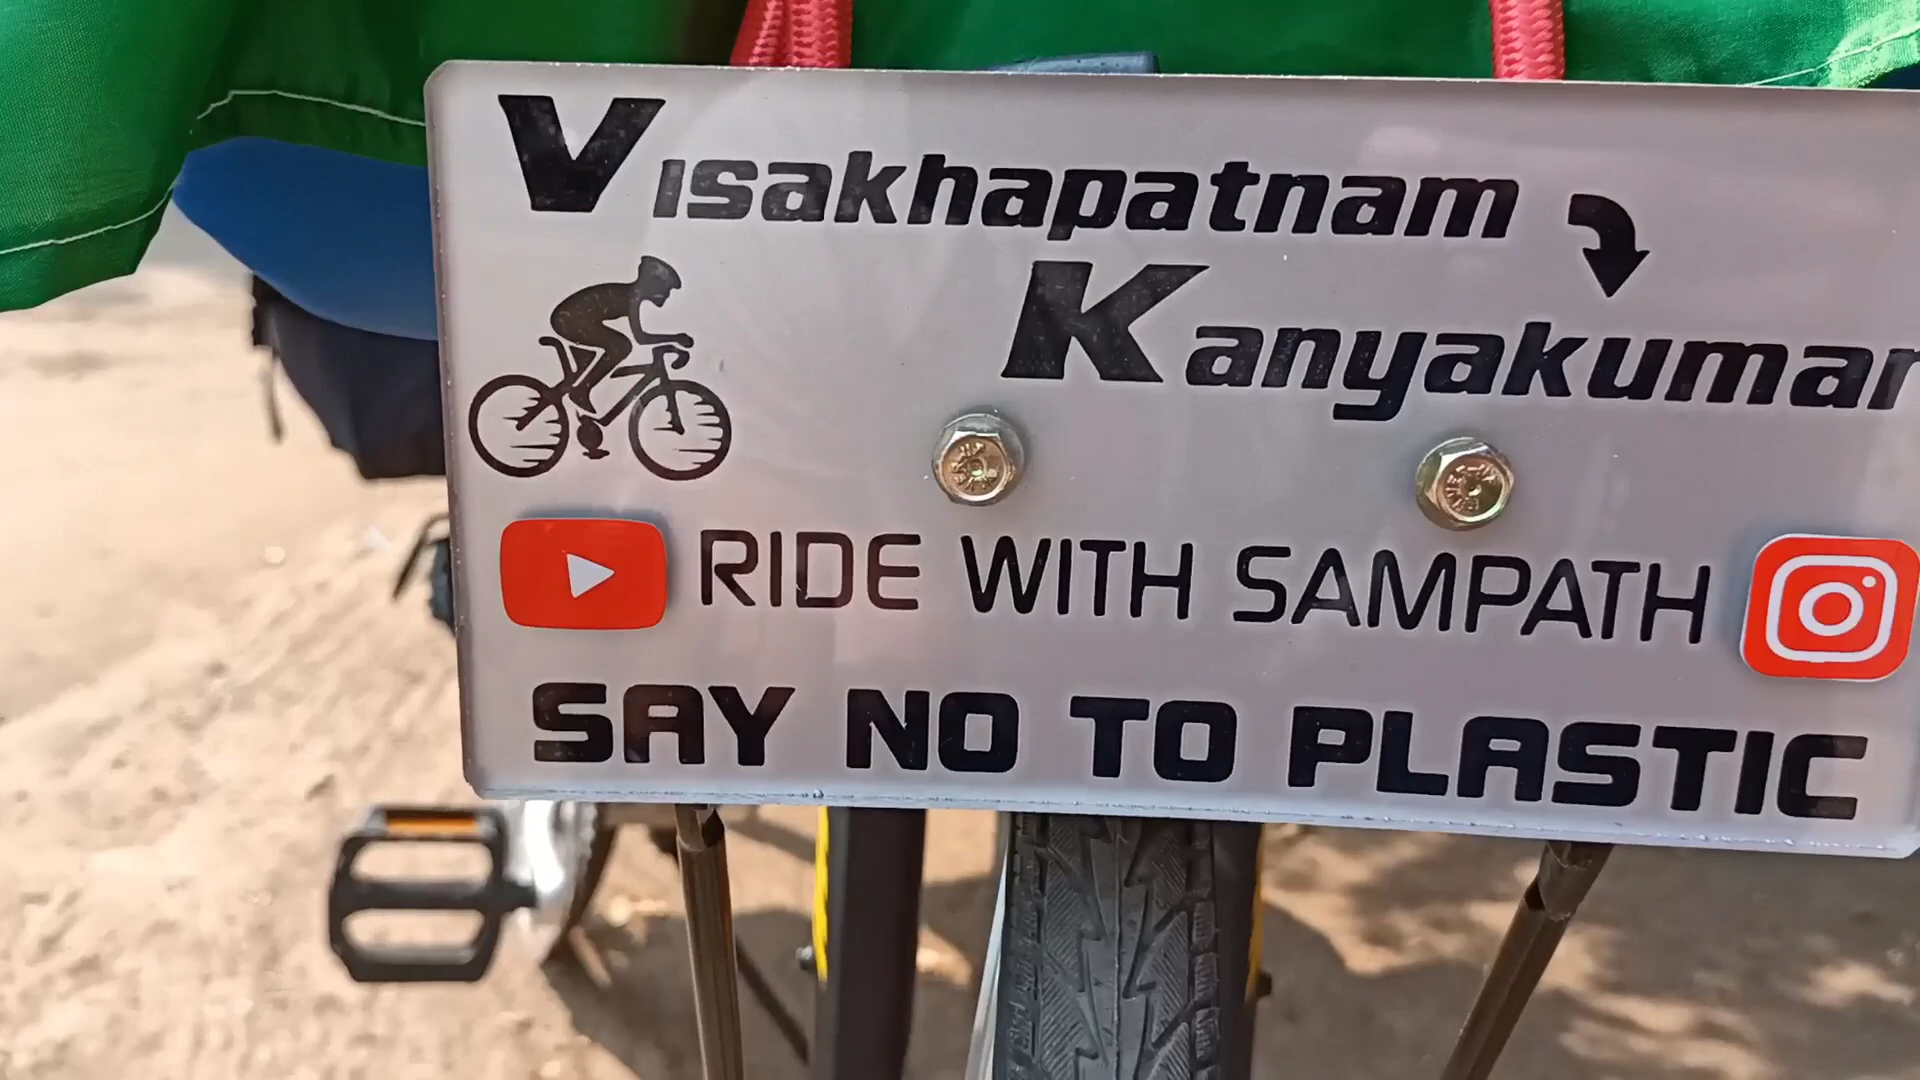 Visakhapatnam
Kanyakumar
RIDE WITH SAMPATH
SAY NO TO PLASTIC